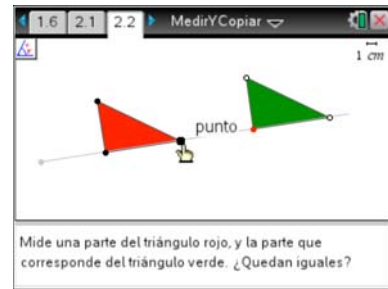 1.6 2.1 2.2 MedirYCopiar
1 cm
punto
Mide una parte del triángulo rojo, y la parte que
corresponde del triángulo verde. ¿Quedan iguales?